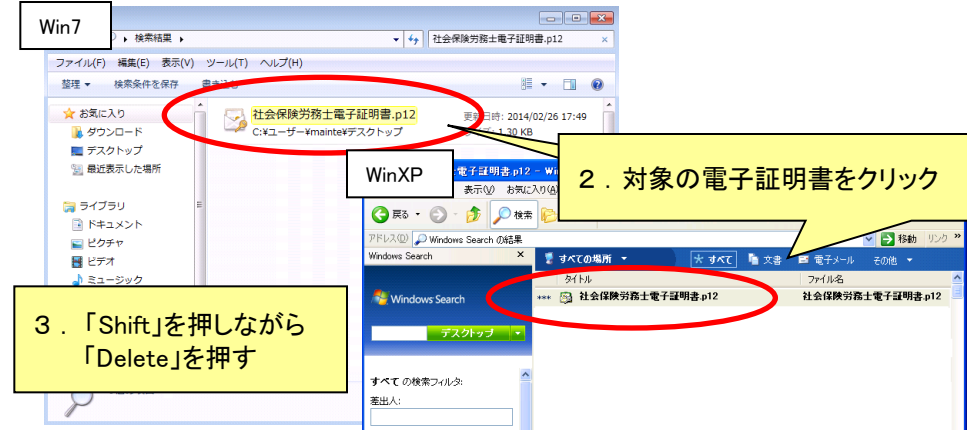 Win7
検索結果
社会保険労務士電子証明書.p12
ファイル(F) 編集(E) 表示(V) ツール(T) ヘルプ(H)
整理 検索条件を保存
お気に入り
ダウンロード
デスクトップ
最近表示した場所
ライブラリ
ドキュメント
ピクチャ
ビデオ
ミュージック
社会保険労務士電子証明書.p12
C:¥ユーザー¥mainte¥デスクトップ
更新日時: 2014/02/26 17:49
1.30 KB
WinXP
電子証明書.p12 - Wi
表示(V) お気に入り(A)
戻る 検索
アドレス(D) Windows Search の結果
移動 リンク »
Windows Search
すべての場所 すべて 文書 電子メール その他
タイトル ファイル名
*** 社会保険労務士電子証明書.p12 社会保険労務士電子証明書.p12
Windows Search
デスクトップ
すべて の検索フィルタ:
差出人:
2．対象の電子証明書をクリック
3．「Shift」を押しながら
「Delete」を押す